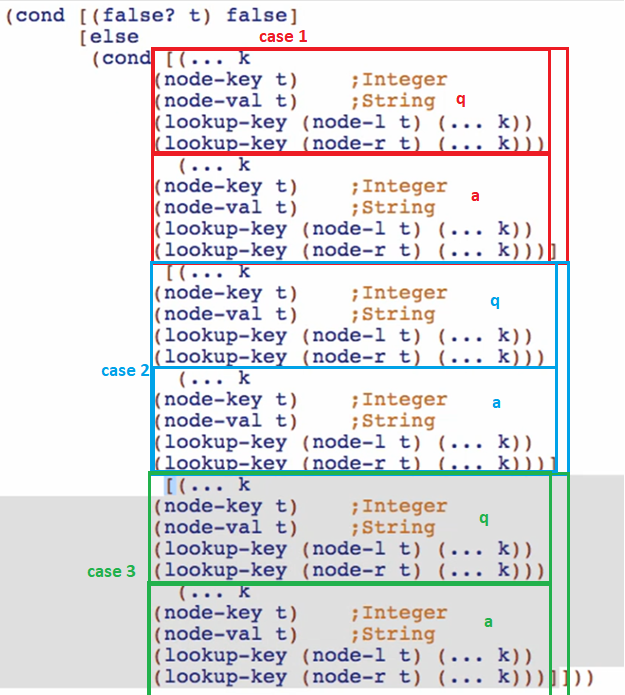 (cond [(false? t) false]
[else
case 1
(cond [(... k
(node-key t) ;Integer
(node-val t) ;String
q
(lookup-key (node-l t) (... k))
(lookup-key (node-r t) (... k)))
(... k
(node-key t) ;Integer
a
(node-val t) ;String
(lookup-key (node-l t) (... k))
(lookup-key (node-r t) (... k)))]
[(... k
(node-key t) ;Integer
q
(node-val t) ;String
(lookup-key (node-l t) (... k))
(lookup-key (node-r t) (... k)))
case 2
(... k
(node-key t) ;Integer
a
(node-val t) ;String
(lookup-key (node-l t) (... k))
(lookup-key (node-r t) (... k)))]
[(... k
(node-key t) ;Integer
q
(node-val t) ;String
(lookup-key (node-l t) (... k))
case 3
(lookup-key (node-r t) (... k)))
(... k
(node-key t) ;Integer
a
(node-val t) ;String
(lookup-key (node-l t) (... k))
(lookup-key (node-r t) (... k)))]]))